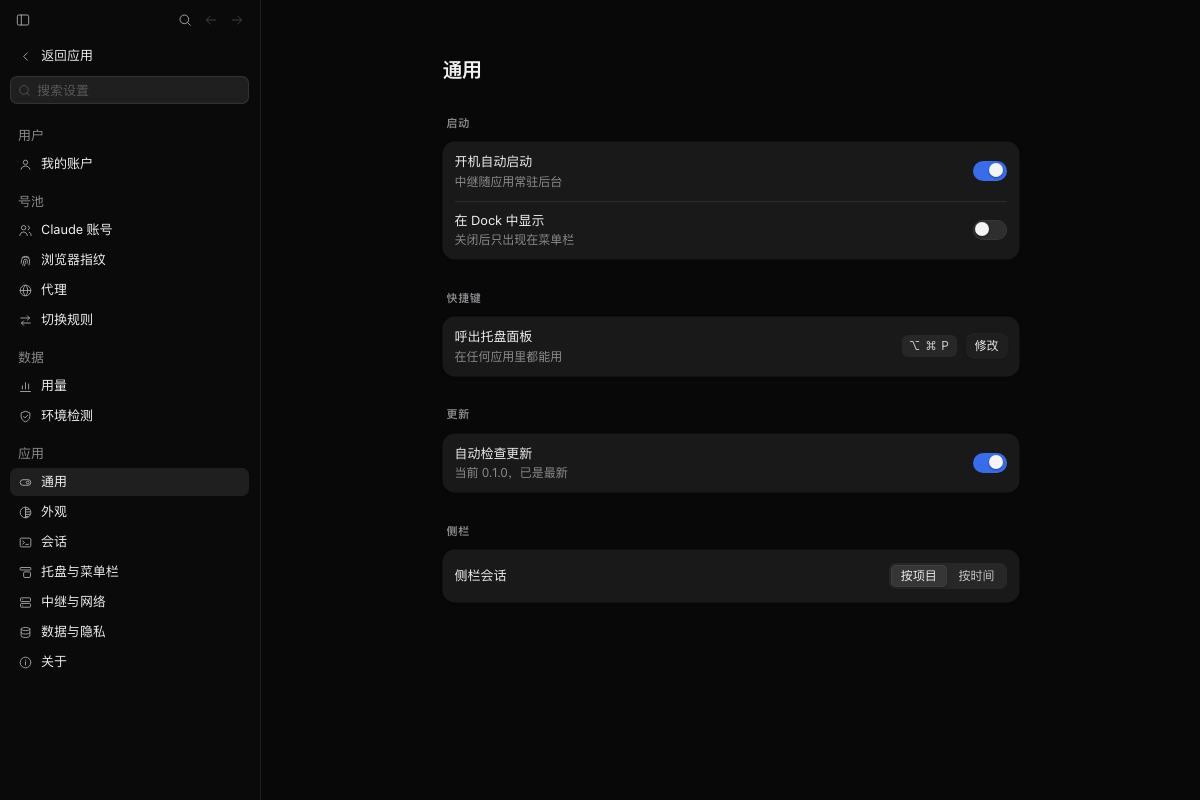 返回应用
搜索设置
用户
我的账户
号池
Claude 账号
浏览器指纹
代理
切换规则
数据
用量
环境检测
应用
通用
外观
会话
托盘与菜单栏
中继与网络
数据与隐私
关于
通用
启动
开机自动启动
中继随应用常驻后台
在 Dock 中显示
关闭后只出现在菜单栏
快捷键
呼出托盘面板
在任何应用里都能用
⌥ ⌘ P 修改
更新
自动检查更新
当前 0.1.0，已是最新
侧栏
侧栏会话 按项目 按时间